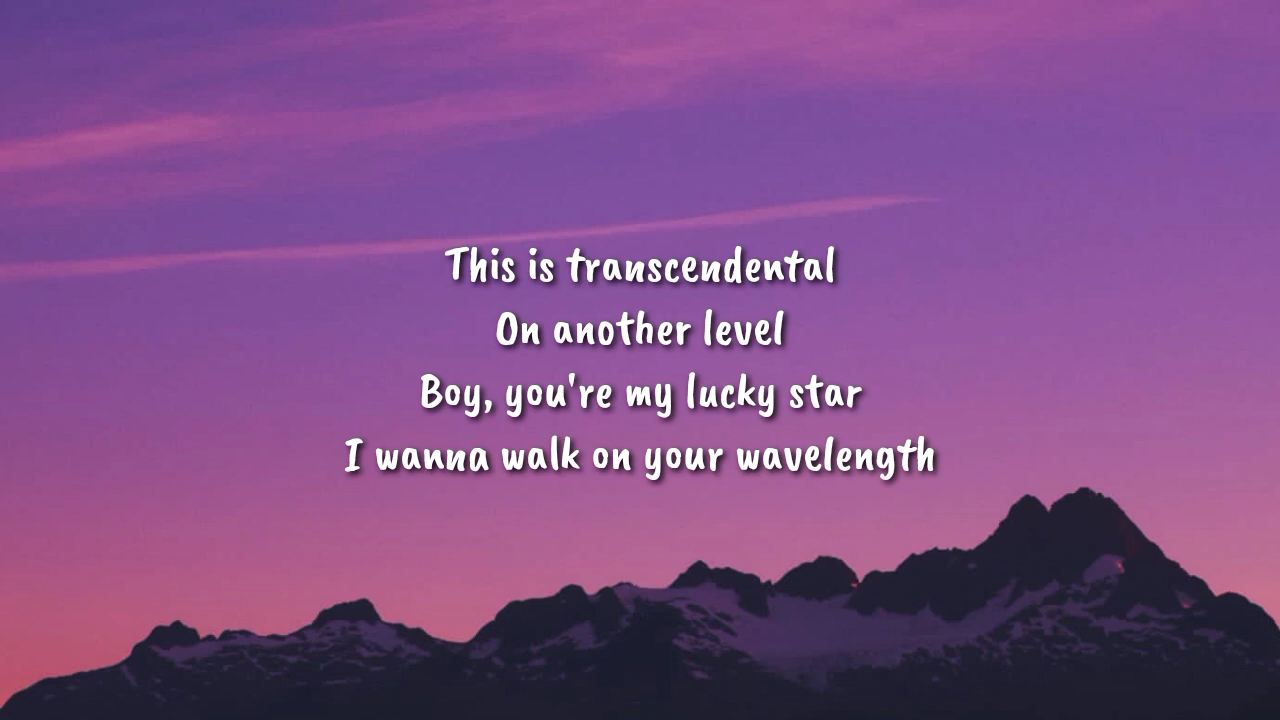 This is transcendental
On another level
Boy, you're my lucky star
I wanna walk on your wavelength